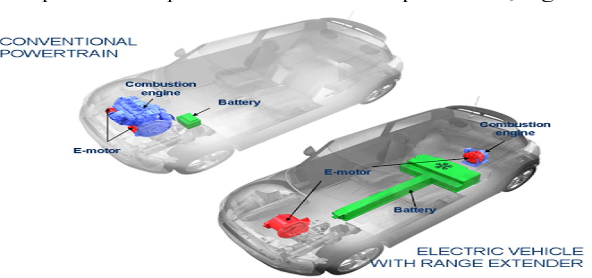 CONVENTIONAL
POWERTRAIN
Combustion
engine
Battery
E-motor
Combustion
engine
E-motor
Battery
ELECTRIC VEHICLE
WITH RANGE EXTENDER